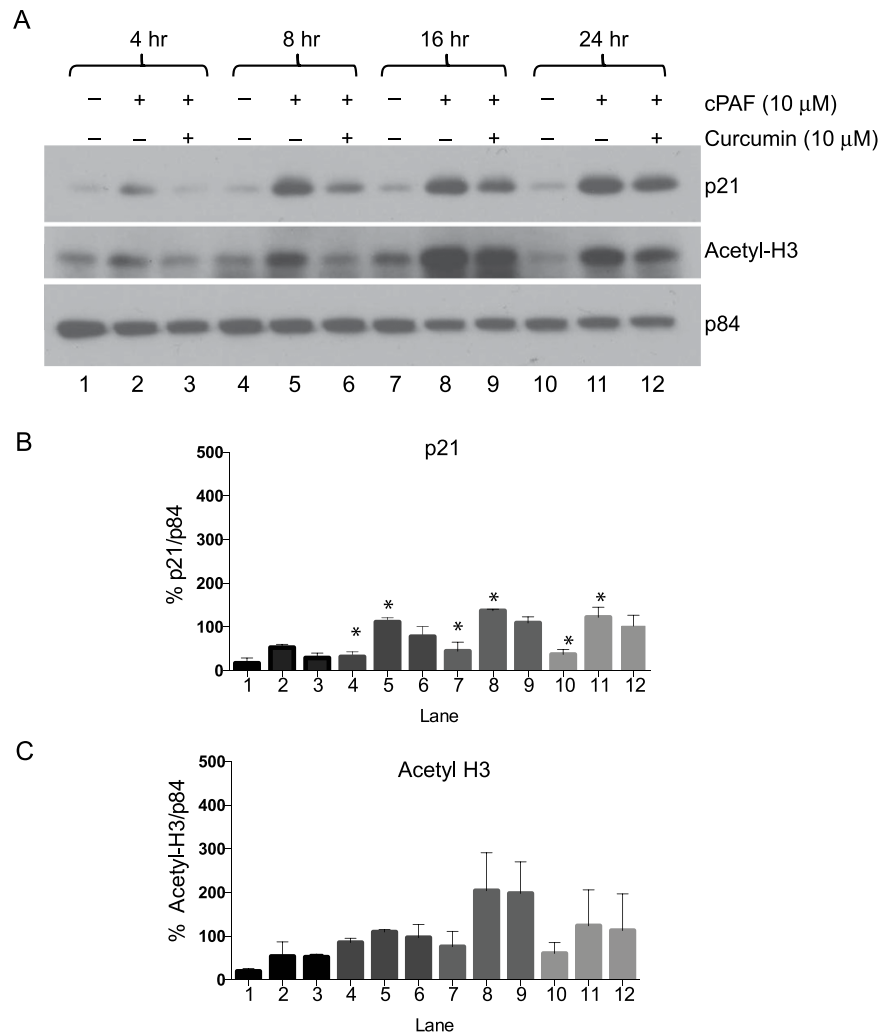 A
4 hr 8 hr 16 hr 24 hr
− + + − + + − + + − + + cPAF (10 μM)
− − + − − + − − + − − + Curcumin (10 μM)
p21
Acetyl-H3
p84
1 2 3 4 5 6 7 8 9 10 11 12
B
p21
% p21/p84
500
400
300
200
100
0
* * * * * *
1 2 3 4 5 6 7 8 9 10 11 12
Lane
C
Acetyl H3
% Acetyl-H3/p84
500
400
300
200
100
0
1 2 3 4 5 6 7 8 9 10 11 12
Lane